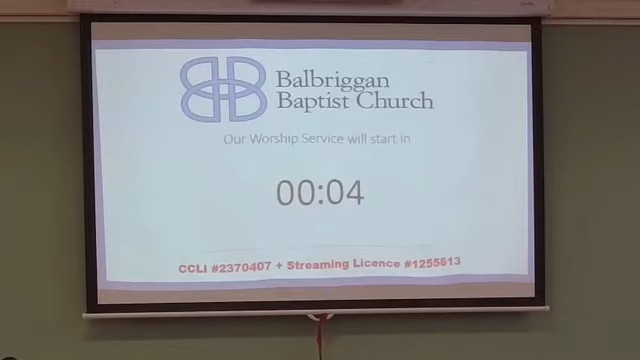 Balbriggan
Baptist Church
Our Worship Service will start in
00:04
CCLI #2370407 + Streaming Licence #1255613